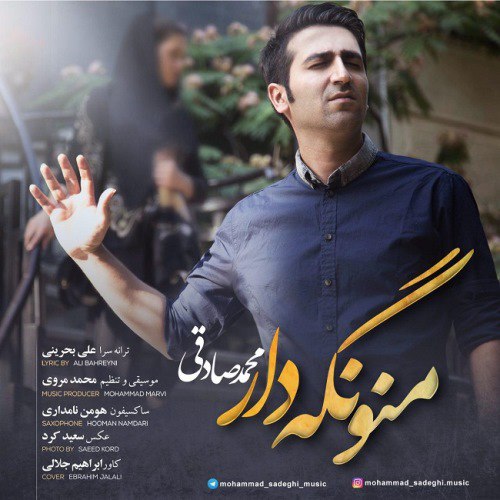 منو نگه دار
محمد صادقی
ترانه سرا علی بحرینی
LYRIC BY ALI BAHREYNI
موسیقی و تنظیم محمد مروی
MUSIC PRODUCER MOHAMMAD MARVI
ساکسیفون هومن نامداری
SAXOPHONE HOOMAN NAMDARI
عکس سعید کرد
PHOTO BY SAEED KORD
کاور ابراهیم جلالی
COVER EBRAHIM JALALI
mohammad_sadeghi_music
mohammad_sadeghi.music